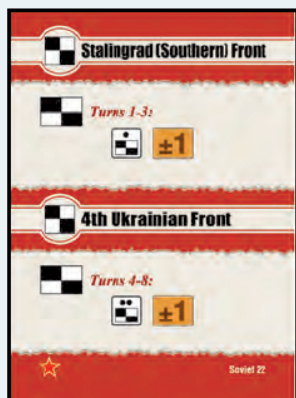 Stalingrad (Southern) Front
Turns 1-3:
±1
4th Ukrainian Front
Turns 4-8:
±1
Soviet 22